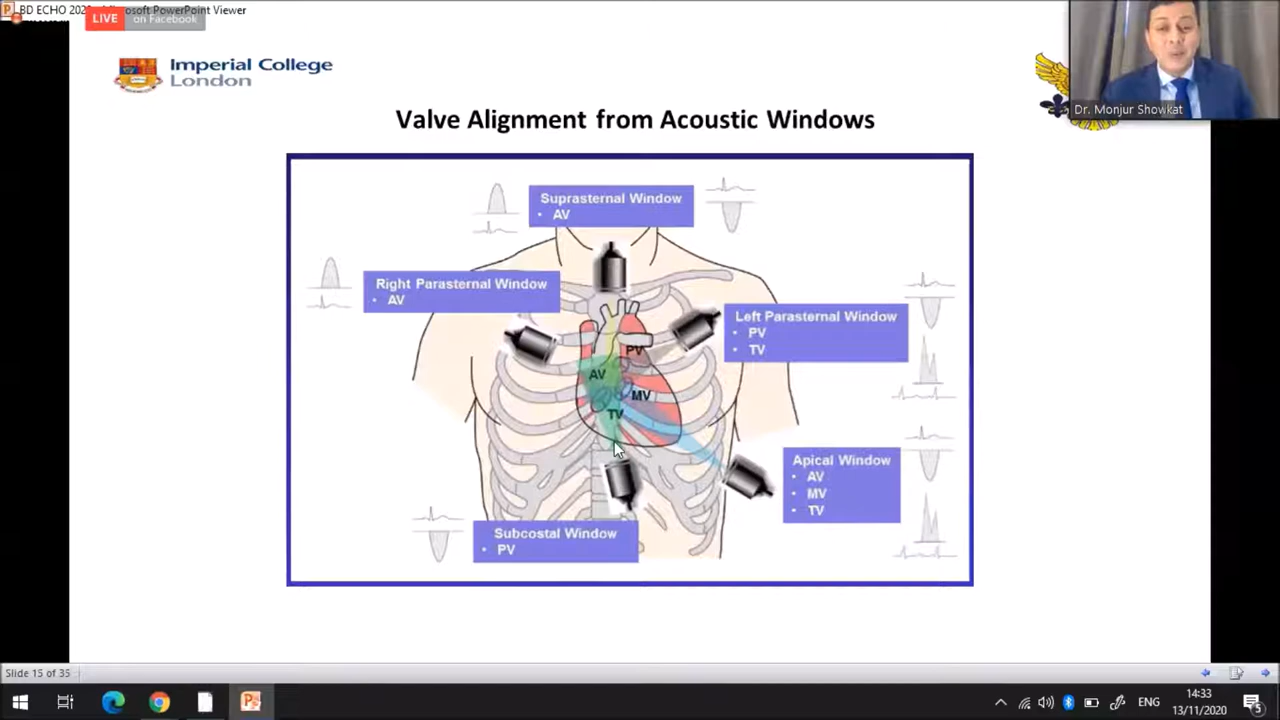 BD ECHO 202
Microsoft PowerPoint Viewer
LIVE
on Facebook
Imperial College
London
Dr. Monjur Showkat
Valve Alignment from Acoustic Windows
Suprasternal Window
• AV
Right Parasternal Window
• AV
Left Parasternal Window
• PV
• TV
PV
AV
MV
TV
Apical Window
• AV
• MV
• TV
Subcostal Window
• PV
Slide 15 of 35
ENG
14:33
13/11/2020
5